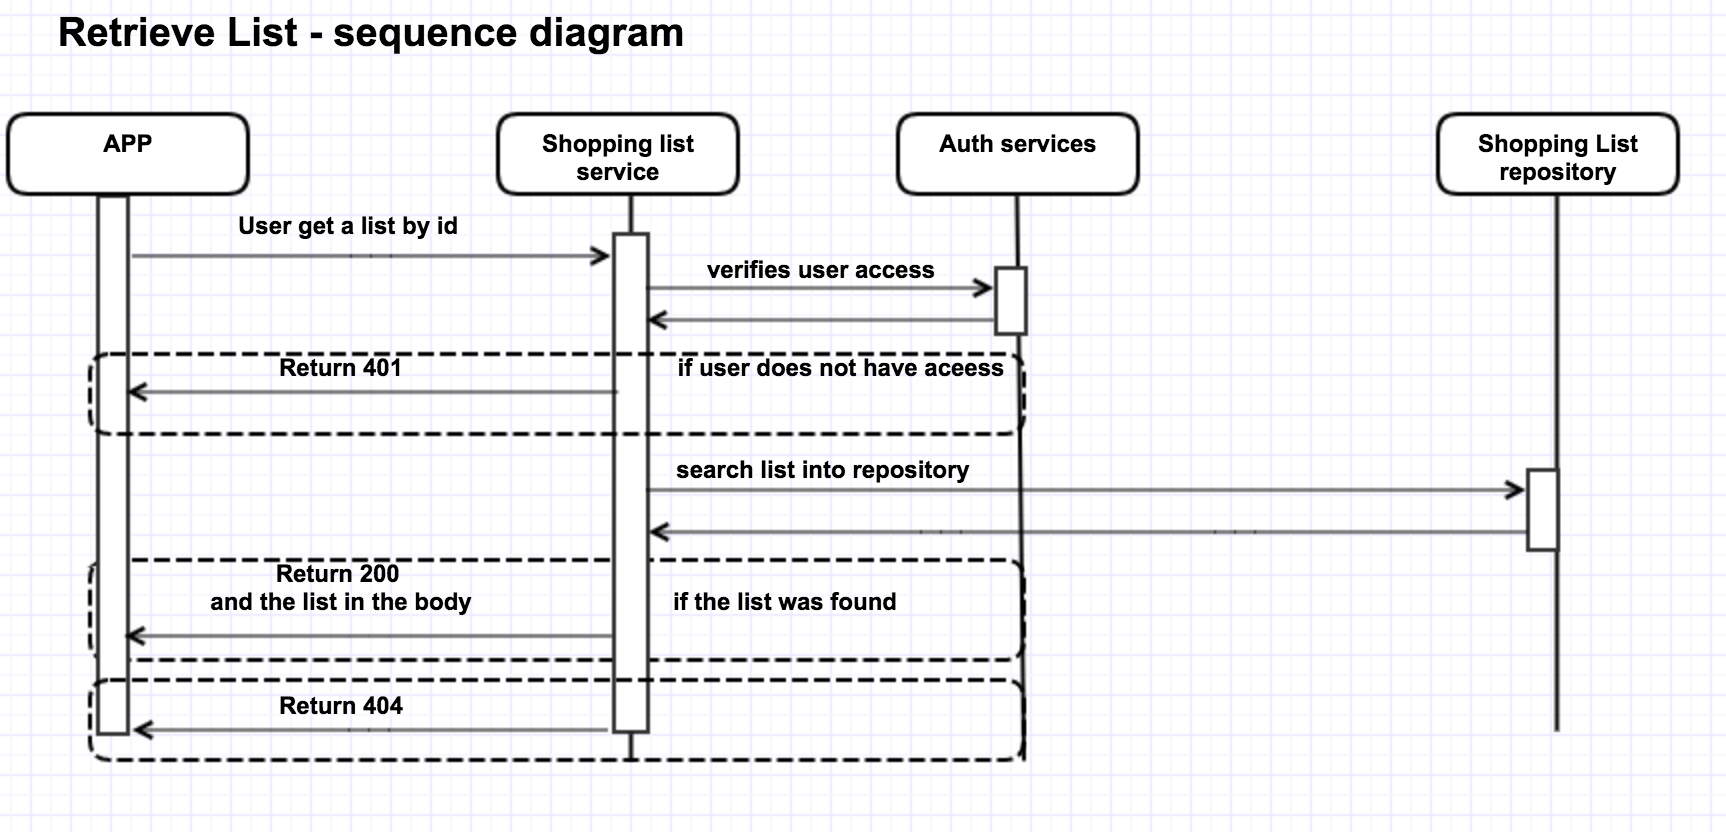 Retrieve List - sequence diagram
APP
Shopping list
service
Auth services
Shopping List
repository
User get a list by id
verifies user access
Return 401
if user does not have aceess
search list into repository
Return 200
and the list in the body
if the list was found
Return 404